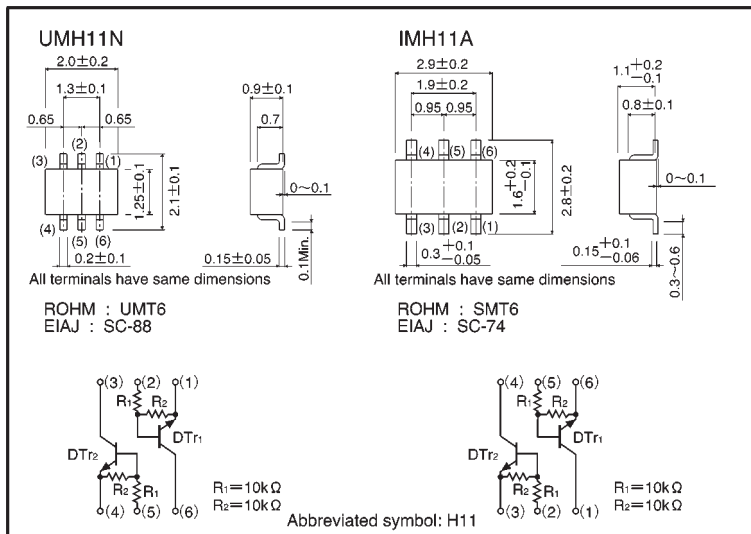 UMH11N
2.0±0.2
1.3±0.1
0.65
0.65
(2)
(3)
(1)
1.25±0.1
2.1±0.1
(4)
(5)
(6)
0.2±0.1
0.9±0.1
0.7
0~0.1
0.15±0.05
0.1Min.
All terminals have same dimensions
ROHM : UMT6
EIAJ : SC-88
IMH11A
2.9±0.2
1.9±0.2
0.95
0.95
(4)
(5)
(6)
1.6+0.2−0.1
2.8±0.2
(3)
(2)
(1)
0.3+0.1−0.05
1.1+0.2−0.1
0.8±0.1
0~0.1
0.15+0.1−0.06
0.3~0.6
All terminals have same dimensions
ROHM : SMT6
EIAJ : SC-74
(3)
(2)
(1)
R1
R2
DTr1
DTr2
R2
R1
(4)
(5)
(6)
R1=10kΩ
R2=10kΩ
(4)
(5)
(6)
R1
R2
DTr1
DTr2
R2
R1
(3)
(2)
(1)
R1=10kΩ
R2=10kΩ
Abbreviated symbol: H11